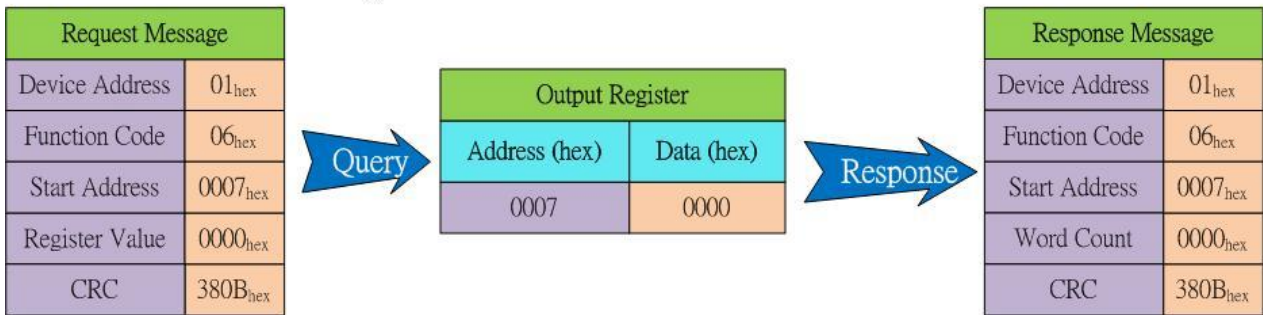 Request Message
Device Address 01hex
Function Code 06hex
Start Address 0007hex
Register Value 0000hex
CRC 380Bhex
Query
Output Register
Address (hex) Data (hex)
0007 0000
Response
Response Message
Device Address 01hex
Function Code 06hex
Start Address 0007hex
Word Count 0000hex
CRC 380Bhex